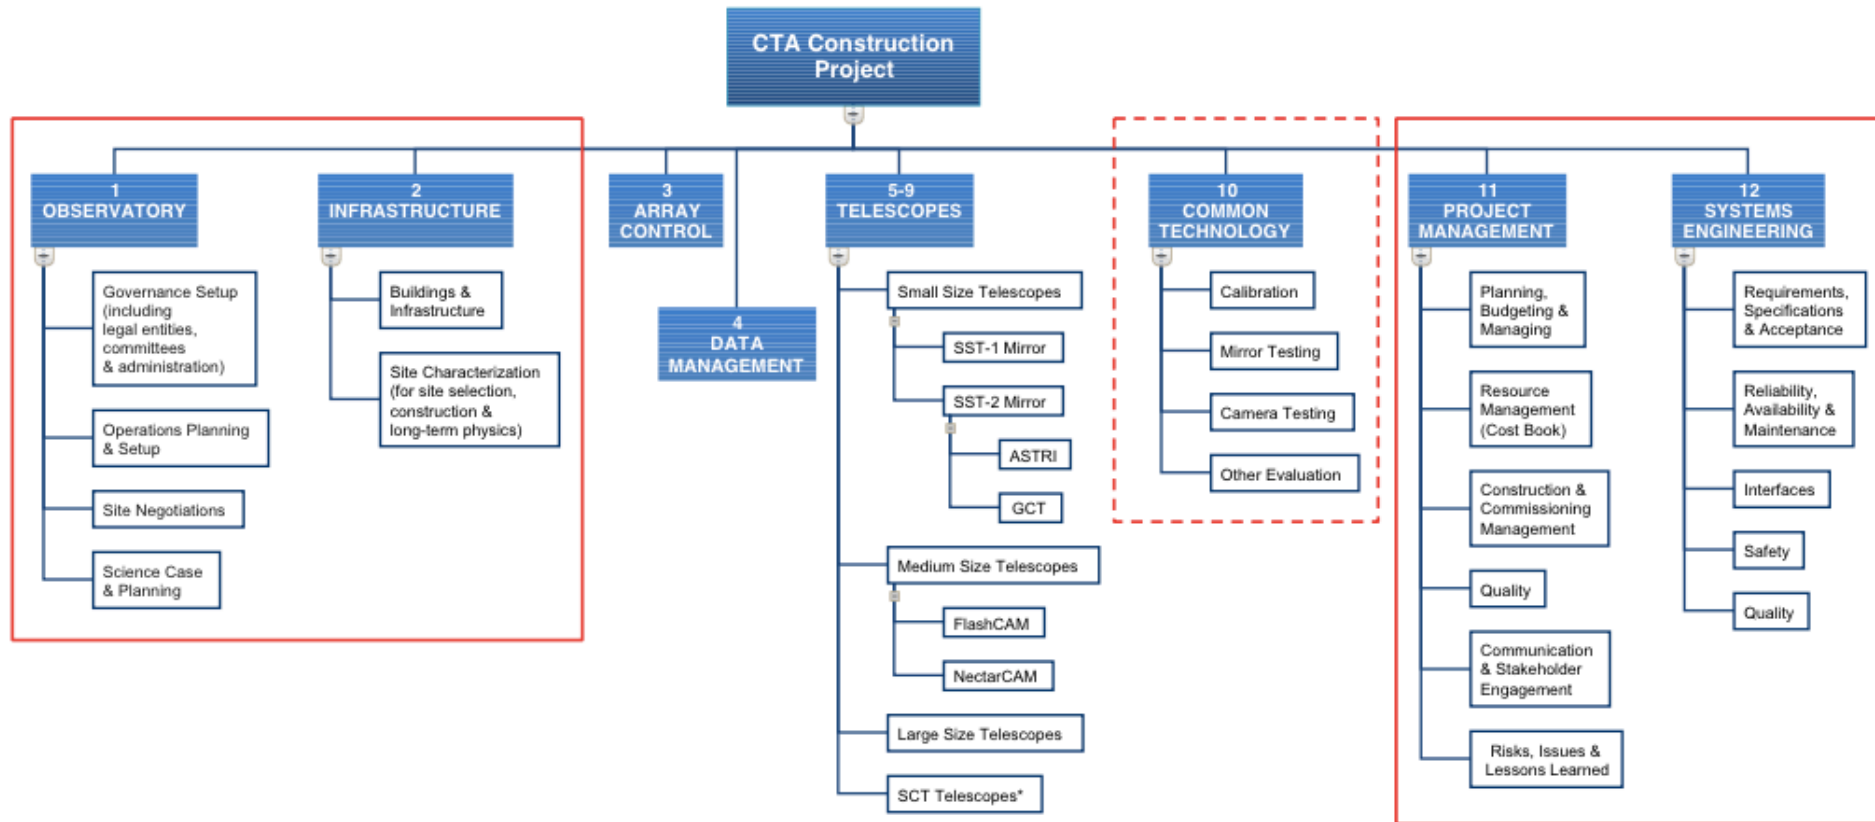 CTA Construction
Project
1
OBSERVATORY
Governance Setup
(including
legal entities,
committees
& administration)
Operations Planning
& Setup
Site Negotiations
Science Case
& Planning
2
INFRASTRUCTURE
Buildings &
Infrastructure
Site Characterization
(for site selection,
construction &
long-term physics)
3
ARRAY
CONTROL
4
DATA
MANAGEMENT
5-9
TELESCOPES
Small Size Telescopes
SST-1 Mirror
SST-2 Mirror
ASTRI
GCT
Medium Size Telescopes
FlashCAM
NectarCAM
Large Size Telescopes
SCT Telescopes*
10
COMMON
TECHNOLOGY
Calibration
Mirror Testing
Camera Testing
Other Evaluation
11
PROJECT
MANAGEMENT
Planning,
Budgeting &
Managing
Resource
Management
(Cost Book)
Construction &
Commissioning
Management
Quality
Communication
& Stakeholder
Engagement
Risks, Issues &
Lessons Learned
12
SYSTEMS
ENGINEERING
Requirements,
Specifications
& Acceptance
Reliability,
Availability &
Maintenance
Interfaces
Safety
Quality